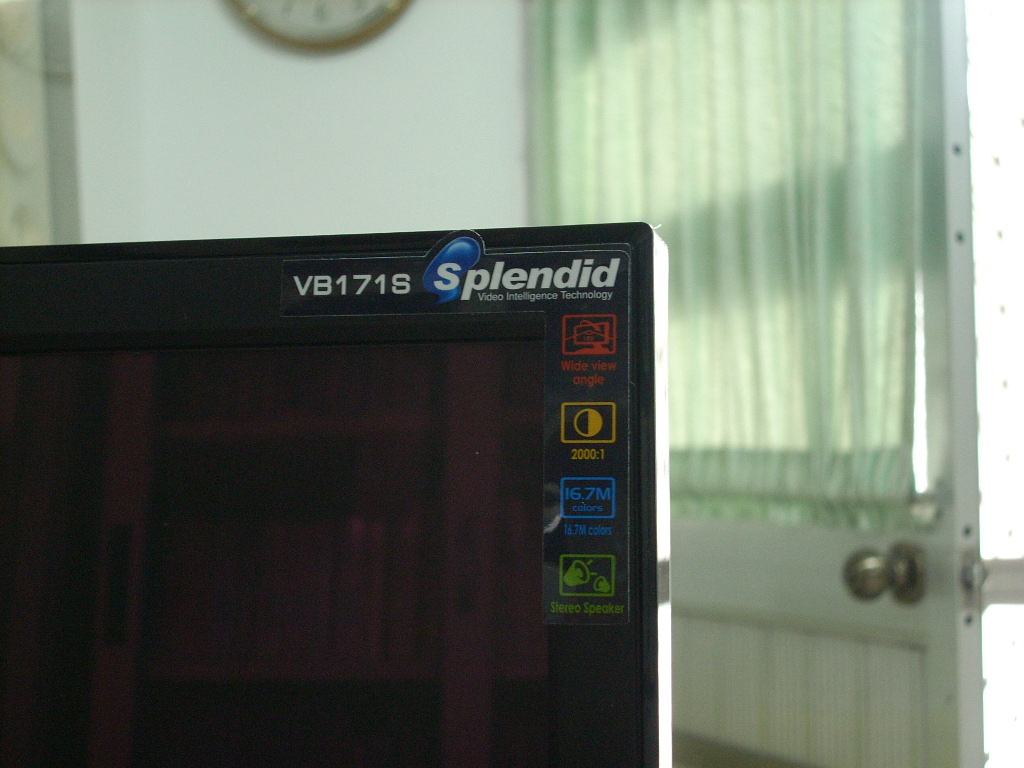 VB171S Splendid
Video Intelligence Technology
Wide view
angle
2000:1
16.7M
colors
16.7M colors
Stereo Speaker